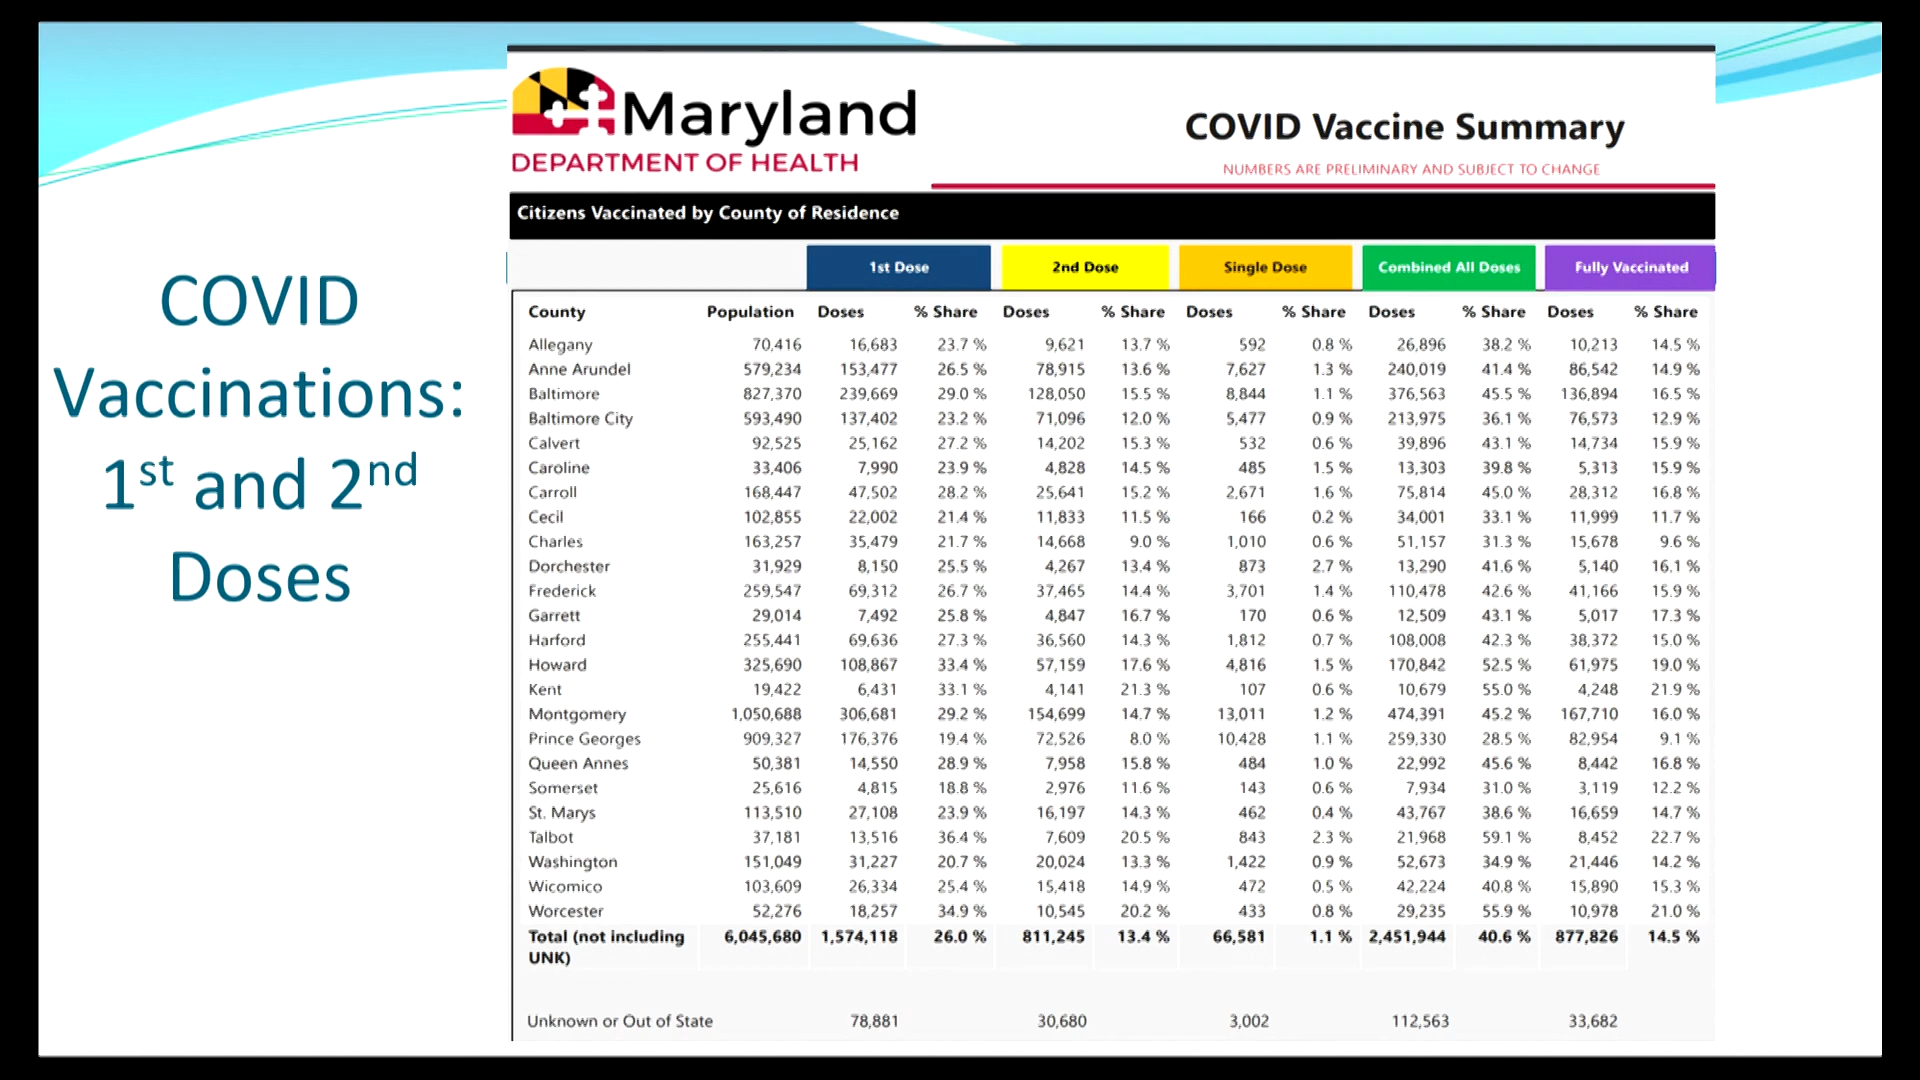 COVID
Vaccinations:
1st and 2nd
Doses
Maryland
DEPARTMENT OF HEALTH
COVID Vaccine Summary
NUMBERS ARE PRELIMINARY AND SUBJECT TO CHANGE
Citizens Vaccinated by County of Residence
1st Dose 2nd Dose Single Dose Combined All Doses Fully Vaccinated
County Population Doses % Share Doses % Share Doses % Share Doses % Share Doses % Share
Allegany 70,416 16,683 23.7 % 9,621 13.7 % 592 0.8 % 26,896 38.2 % 10,213 14.5 %
Anne Arundel 579,234 153,477 26.5 % 78,915 13.6 % 7,627 1.3 % 240,019 41.4 % 86,542 14.9 %
Baltimore 827,370 239,669 29.0 % 128,050 15.5 % 8,844 1.1 % 376,563 45.5 % 136,894 16.5 %
Baltimore City 593,490 137,402 23.2 % 71,096 12.0 % 5,477 0.9 % 213,975 36.1 % 76,573 12.9 %
Calvert 92,525 25,162 27.2 % 14,202 15.3 % 532 0.6 % 39,896 43.1 % 14,734 15.9 %
Caroline 33,406 7,990 23.9 % 4,828 14.5 % 485 1.5 % 13,303 39.8 % 5,313 15.9 %
Carroll 168,447 47,502 28.2 % 25,641 15.2 % 2,671 1.6 % 75,814 45.0 % 28,312 16.8 %
Cecil 102,855 22,002 21.4 % 11,833 11.5 % 166 0.2 % 34,001 33.1 % 11,999 11.7 %
Charles 163,257 35,479 21.7 % 14,668 9.0 % 1,010 0.6 % 51,157 31.3 % 15,678 9.6 %
Dorchester 31,929 8,150 25.5 % 4,267 13.4 % 873 2.7 % 13,290 41.6 % 5,140 16.1 %
Frederick 259,547 69,312 26.7 % 37,465 14.4 % 3,701 1.4 % 110,478 42.6 % 41,166 15.9 %
Garrett 29,014 7,492 25.8 % 4,847 16.7 % 170 0.6 % 12,509 43.1 % 5,017 17.3 %
Harford 255,441 69,636 27.3 % 36,560 14.3 % 1,812 0.7 % 108,008 42.3 % 38,372 15.0 %
Howard 325,690 108,867 33.4 % 57,159 17.6 % 4,816 1.5 % 170,842 52.5 % 61,975 19.0 %
Kent 19,422 6,431 33.1 % 4,141 21.3 % 107 0.6 % 10,679 55.0 % 4,248 21.9 %
Montgomery 1,050,688 306,681 29.2 % 154,699 14.7 % 13,011 1.2 % 474,391 45.2 % 167,710 16.0 %
Prince Georges 909,327 176,376 19.4 % 72,526 8.0 % 10,428 1.1 % 259,330 28.5 % 82,954 9.1 %
Queen Annes 50,381 14,550 28.9 % 7,958 15.8 % 484 1.0 % 22,992 45.6 % 8,442 16.8 %
Somerset 25,616 4,815 18.8 % 2,976 11.6 % 143 0.6 % 7,934 31.0 % 3,119 12.2 %
St. Marys 113,510 27,108 23.9 % 16,197 14.3 % 462 0.4 % 43,767 38.6 % 16,659 14.7 %
Talbot 37,181 13,516 36.4 % 7,609 20.5 % 843 2.3 % 21,968 59.1 % 8,452 22.7 %
Washington 151,049 31,227 20.7 % 20,024 13.3 % 1,422 0.9 % 52,673 34.9 % 21,446 14.2 %
Wicomico 103,609 26,334 25.4 % 15,418 14.9 % 472 0.5 % 42,224 40.8 % 15,890 15.3 %
Worcester 52,276 18,257 34.9 % 10,545 20.2 % 433 0.8 % 29,235 55.9 % 10,978 21.0 %
Total (not including 6,045,680 1,574,118 26.0 % 811,245 13.4 % 66,581 1.1 % 2,451,944 40.6 % 877,826 14.5 %
UNK)
Unknown or Out of State 78,881 30,680 3,002 112,563 33,682